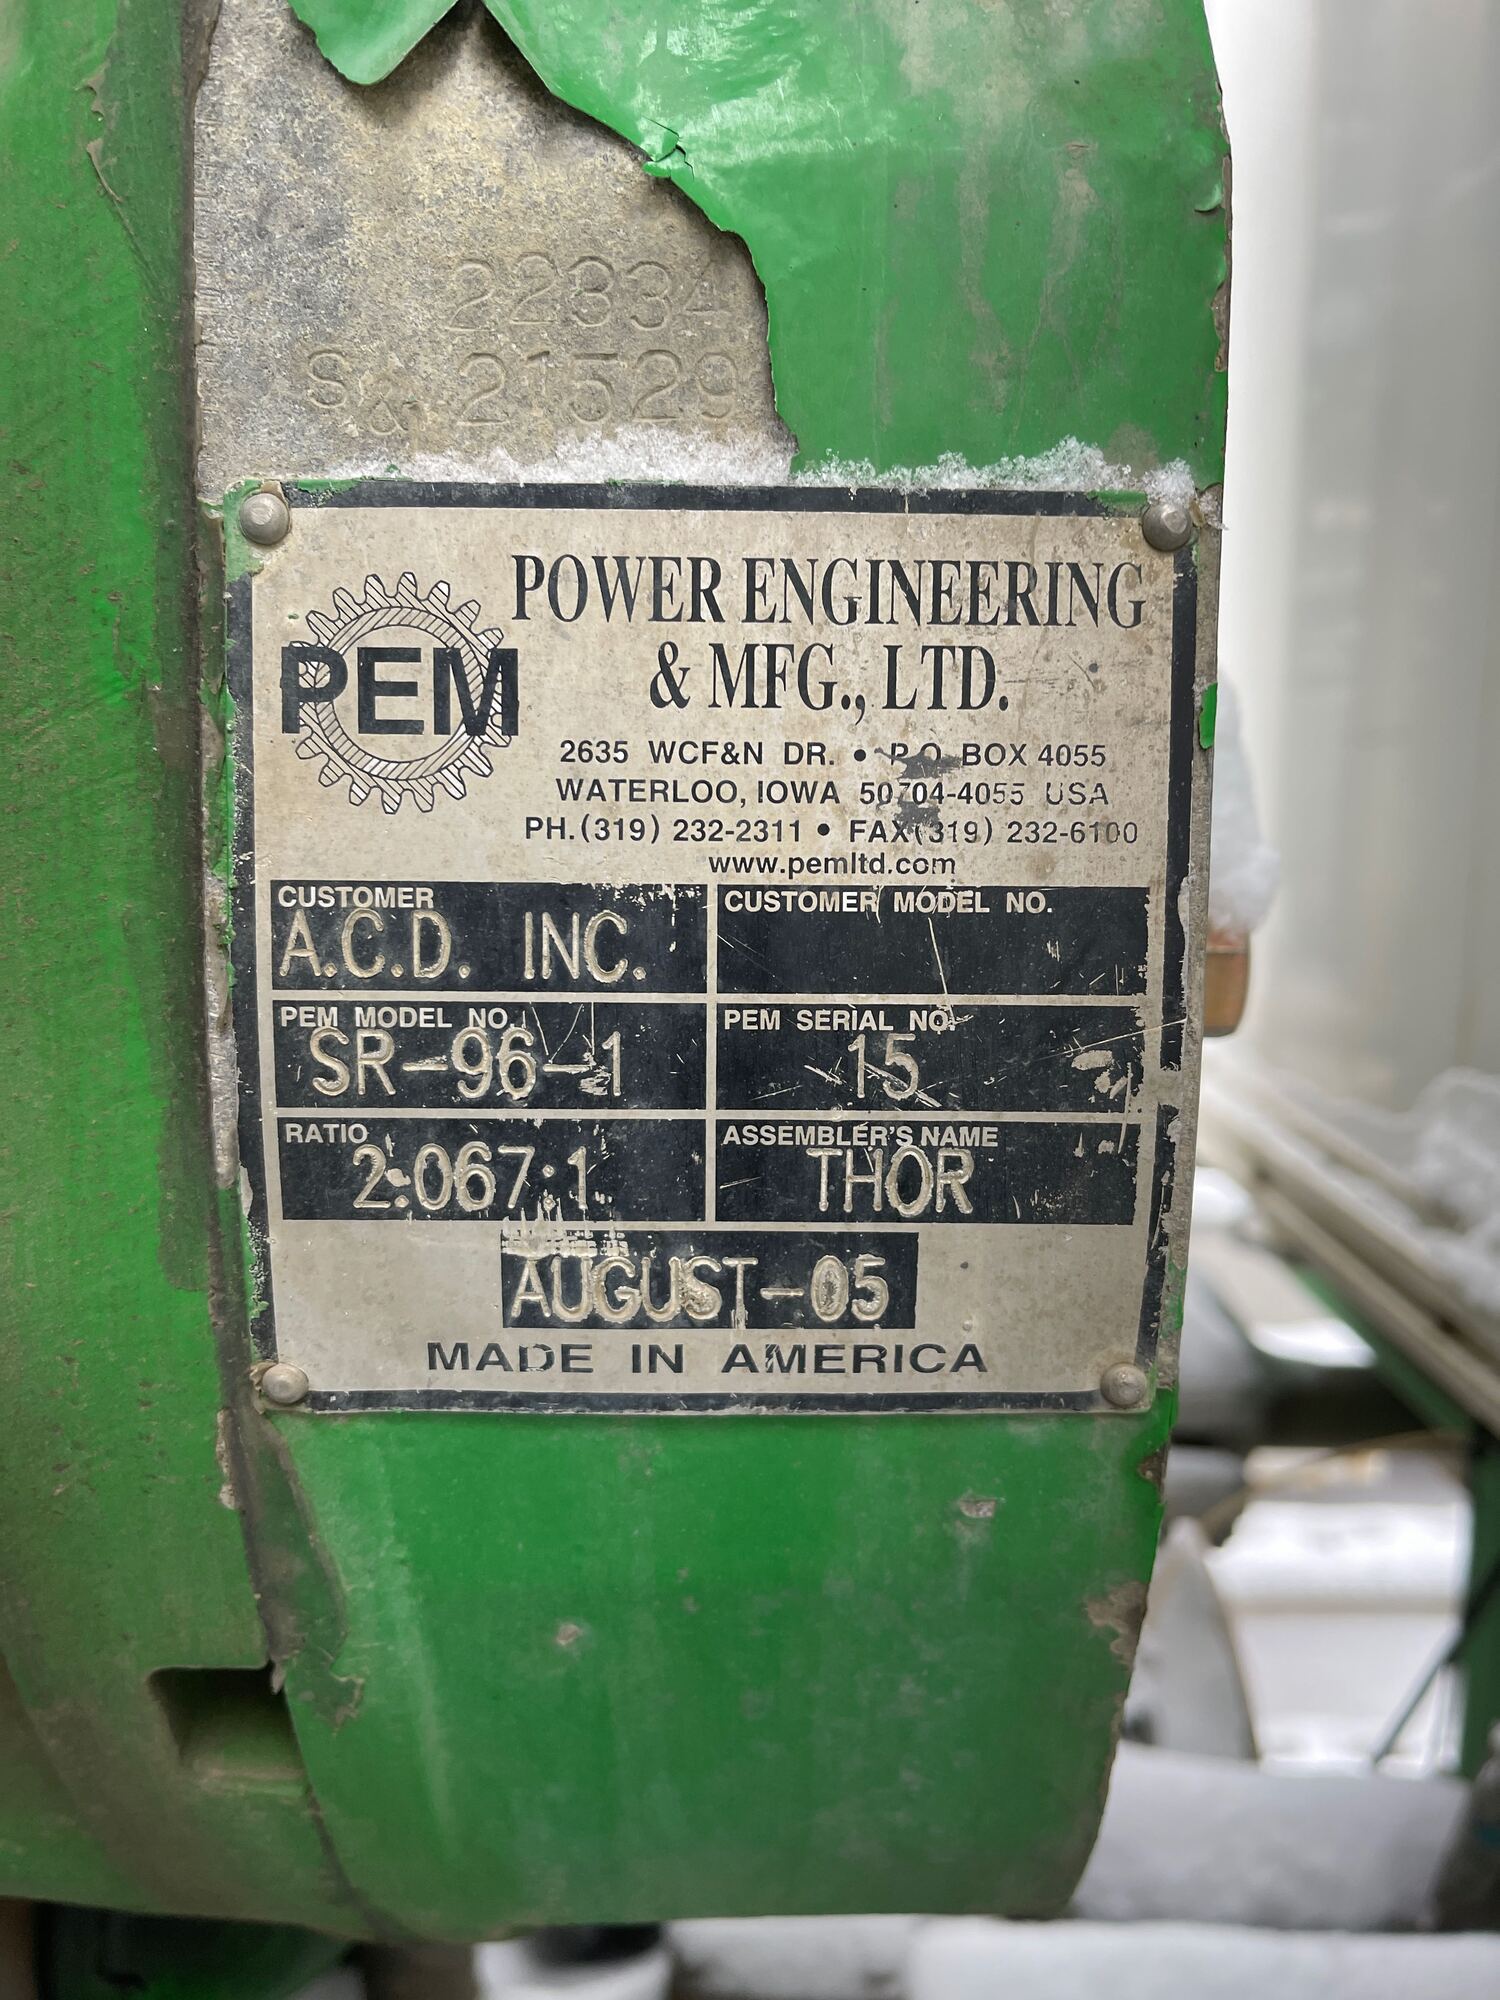 22834
S& 21529
PEM
POWER ENGINEERING
& MFG., LTD.
2635 WCF&N DR. • P.O. BOX 4055
WATERLOO, IOWA 50704-4055 USA
PH.(319) 232-2311 • FAX(319) 232-6100
www.pemltd.com
CUSTOMER
A.C.D. INC.
CUSTOMER MODEL NO.
PEM MODEL NO.
SR-96-1
PEM SERIAL NO.
15
RATIO
2.067:1
ASSEMBLER'S NAME
THOR
AUGUST-05
MADE IN AMERICA